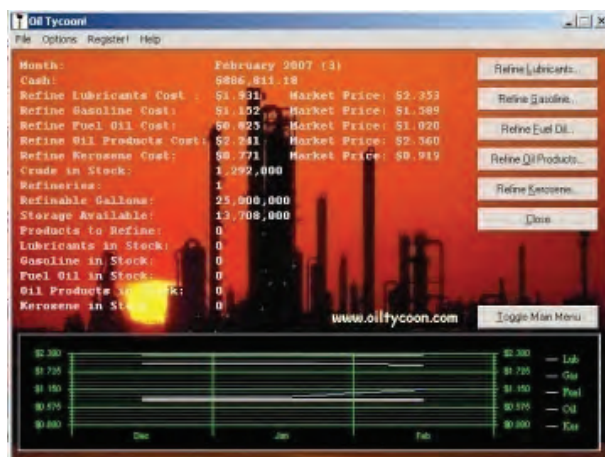 Oil Tycoon!
File Options Register! Help
Month: February 2007 (3)
Cash: $886,811.18
Refine Lubricants Cost : $1.931 Market Price: $2.353
Refine Gasoline Cost: $1.152 Market Price: $1.589
Refine Fuel Oil Cost: $0.825 Market Price: $1.020
Refine Oil Products Cost: $2.241 Market Price: $2.560
Refine Kerosene Cost: $0.771 Market Price: $0.919
Crude in Stock: 1,292,000
Refineries: 1
Refinable Gallons: 25,000,000
Storage Available: 13,708,000
Products to Refine: 0
Lubricants in Stock: 0
Gasoline in Stock: 0
Fuel Oil in Stock: 0
Oil Products in Stock: 0
Kerosene in Stock: 0
Refine Lubricants...
Refine Gasoline...
Refine Fuel Oil...
Refine Oil Products...
Refine Kerosene...
Close
www.oiltycoon.com
Toggle Main Menu
$2.300 $2.300 Lub
$1.725 $1.725 Gas
$1.150 $1.150 Fuel
$0.575 $0.575 Oil
$0.000 $0.000 Ker
Dec Jan Feb